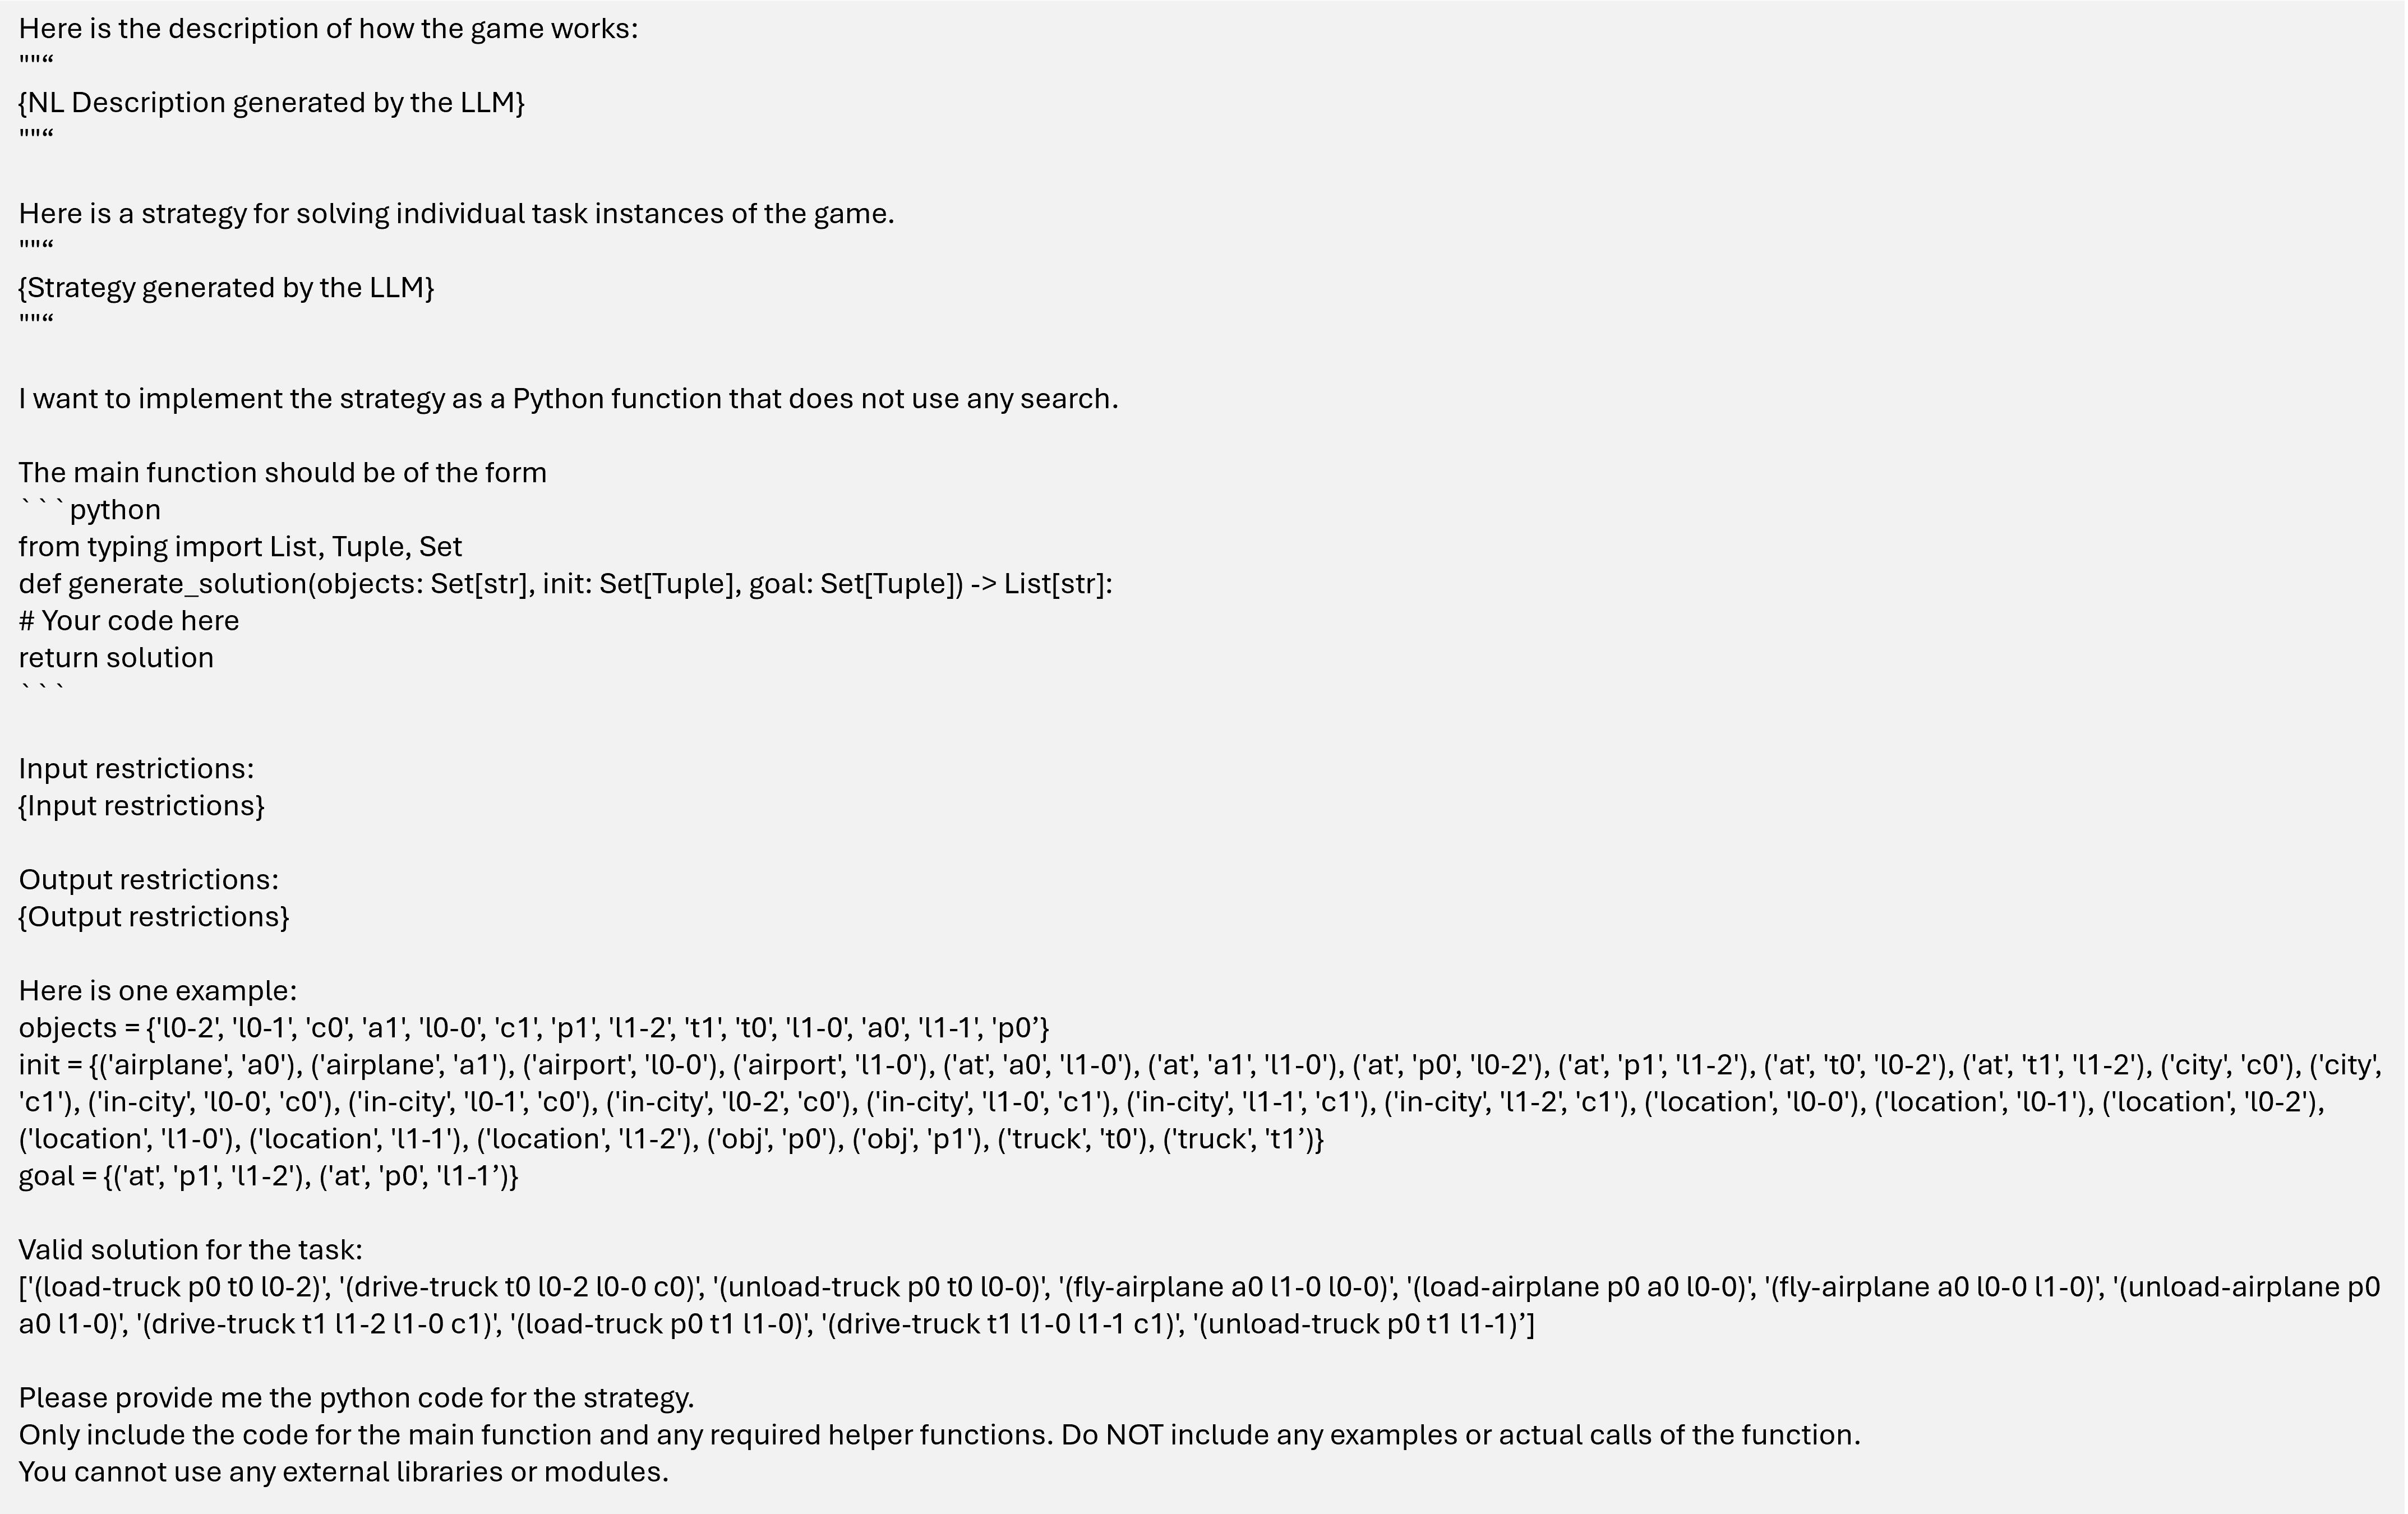 Here is the description of how the game works:
""“
{NL Description generated by the LLM}
""“
Here is a strategy for solving individual task instances of the game.
""“
{Strategy generated by the LLM}
""“
I want to implement the strategy as a Python function that does not use any search.
The main function should be of the form
```python
from typing import List, Tuple, Set
def generate_solution(objects: Set[str], init: Set[Tuple], goal: Set[Tuple]) -> List[str]:
# Your code here
return solution
```
Input restrictions:
{Input restrictions}
Output restrictions:
{Output restrictions}
Here is one example:
objects = {'l0-2', 'l0-1', 'c0', 'a1', 'l0-0', 'c1', 'p1', 'l1-2', 't1', 't0', 'l1-0', 'a0', 'l1-1', 'p0’}
init = {('airplane', 'a0'), ('airplane', 'a1'), ('airport', 'l0-0'), ('airport', 'l1-0'), ('at', 'a0', 'l1-0'), ('at', 'a1', 'l1-0'), ('at', 'p0', 'l0-2'), ('at', 'p1', 'l1-2'), ('at', 't0', 'l0-2'), ('at', 't1', 'l1-2'), ('city', 'c0'), ('city',
'c1'), ('in-city', 'l0-0', 'c0'), ('in-city', 'l0-1', 'c0'), ('in-city', 'l0-2', 'c0'), ('in-city', 'l1-0', 'c1'), ('in-city', 'l1-1', 'c1'), ('in-city', 'l1-2', 'c1'), ('location', 'l0-0'), ('location', 'l0-1'), ('location', 'l0-2'),
('location', 'l1-0'), ('location', 'l1-1'), ('location', 'l1-2'), ('obj', 'p0'), ('obj', 'p1'), ('truck', 't0'), ('truck', 't1’)}
goal = {('at', 'p1', 'l1-2'), ('at', 'p0', 'l1-1’)}
Valid solution for the task:
['(load-truck p0 t0 l0-2)', '(drive-truck t0 l0-2 l0-0 c0)', '(unload-truck p0 t0 l0-0)', '(fly-airplane a0 l1-0 l0-0)', '(load-airplane p0 a0 l0-0)', '(fly-airplane a0 l0-0 l1-0)', '(unload-airplane p0
a0 l1-0)', '(drive-truck t1 l1-2 l1-0 c1)', '(load-truck p0 t1 l1-0)', '(drive-truck t1 l1-0 l1-1 c1)', '(unload-truck p0 t1 l1-1)’]
Please provide me the python code for the strategy.
Only include the code for the main function and any required helper functions. Do NOT include any examples or actual calls of the function.
You cannot use any external libraries or modules.